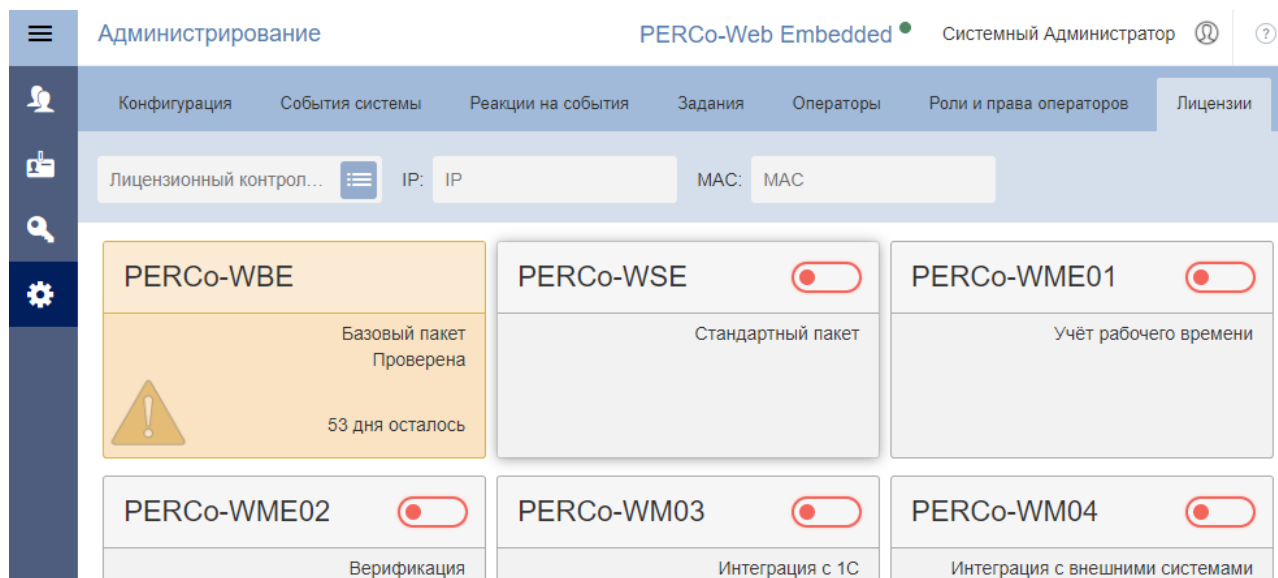 Администрирование
PERCo-Web Embedded
Системный Администратор
?
Конфигурация
События системы
Реакции на события
Задания
Операторы
Роли и права операторов
Лицензии
Лицензионный контрол...
IP: IP
MAC: MAC
PERCo-WBE
Базовый пакет
Проверена
53 дня осталось
PERCo-WSE
Стандартный пакет
PERCo-WME01
Учёт рабочего времени
PERCo-WME02
Верификация
PERCo-WM03
Интеграция с 1С
PERCo-WM04
Интеграция с внешними системами